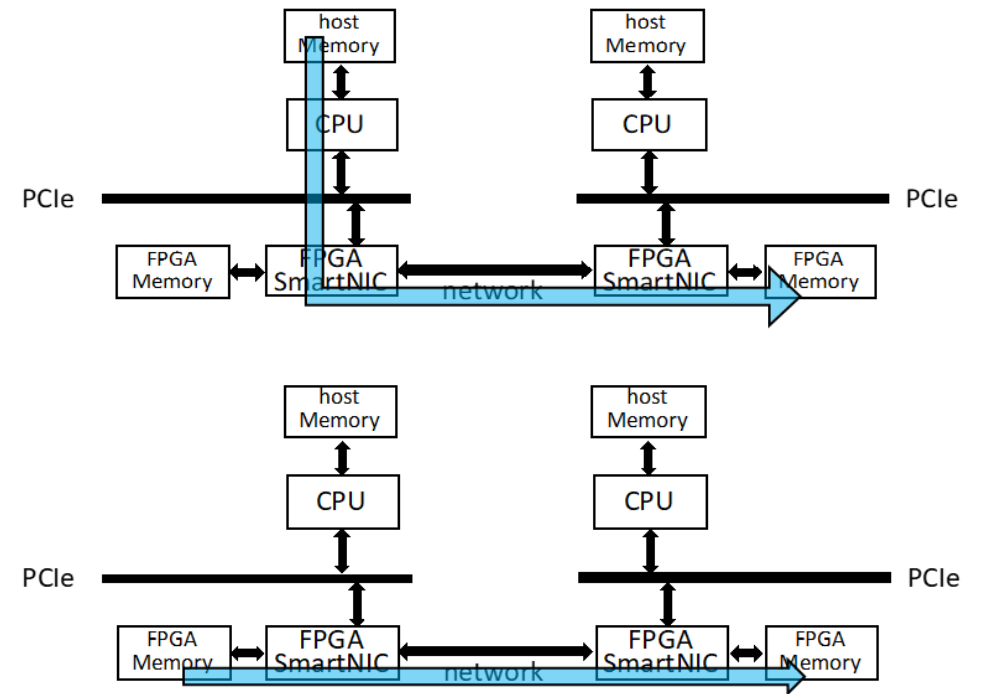 host
Memory
host
Memory
CPU
CPU
PCIe
PCIe
FPGA
Memory
FPGA
SmartNIC
network
FPGA
SmartNIC
FPGA
Memory
host
Memory
host
Memory
CPU
CPU
PCIe
PCIe
FPGA
Memory
FPGA
SmartNIC
network
FPGA
SmartNIC
FPGA
Memory